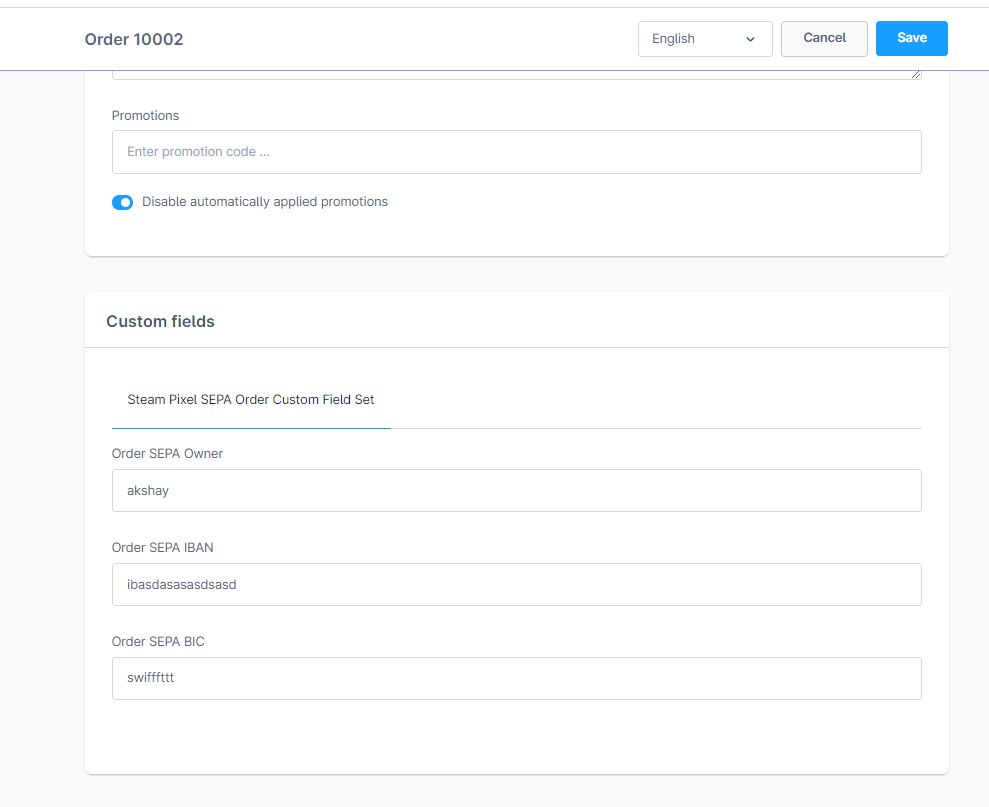 Order 10002
English
Cancel
Save
Promotions
Enter promotion code ...
Disable automatically applied promotions
Custom fields
Steam Pixel SEPA Order Custom Field Set
Order SEPA Owner
akshay
Order SEPA IBAN
ibasdasasasdsasd
Order SEPA BIC
swifffttt